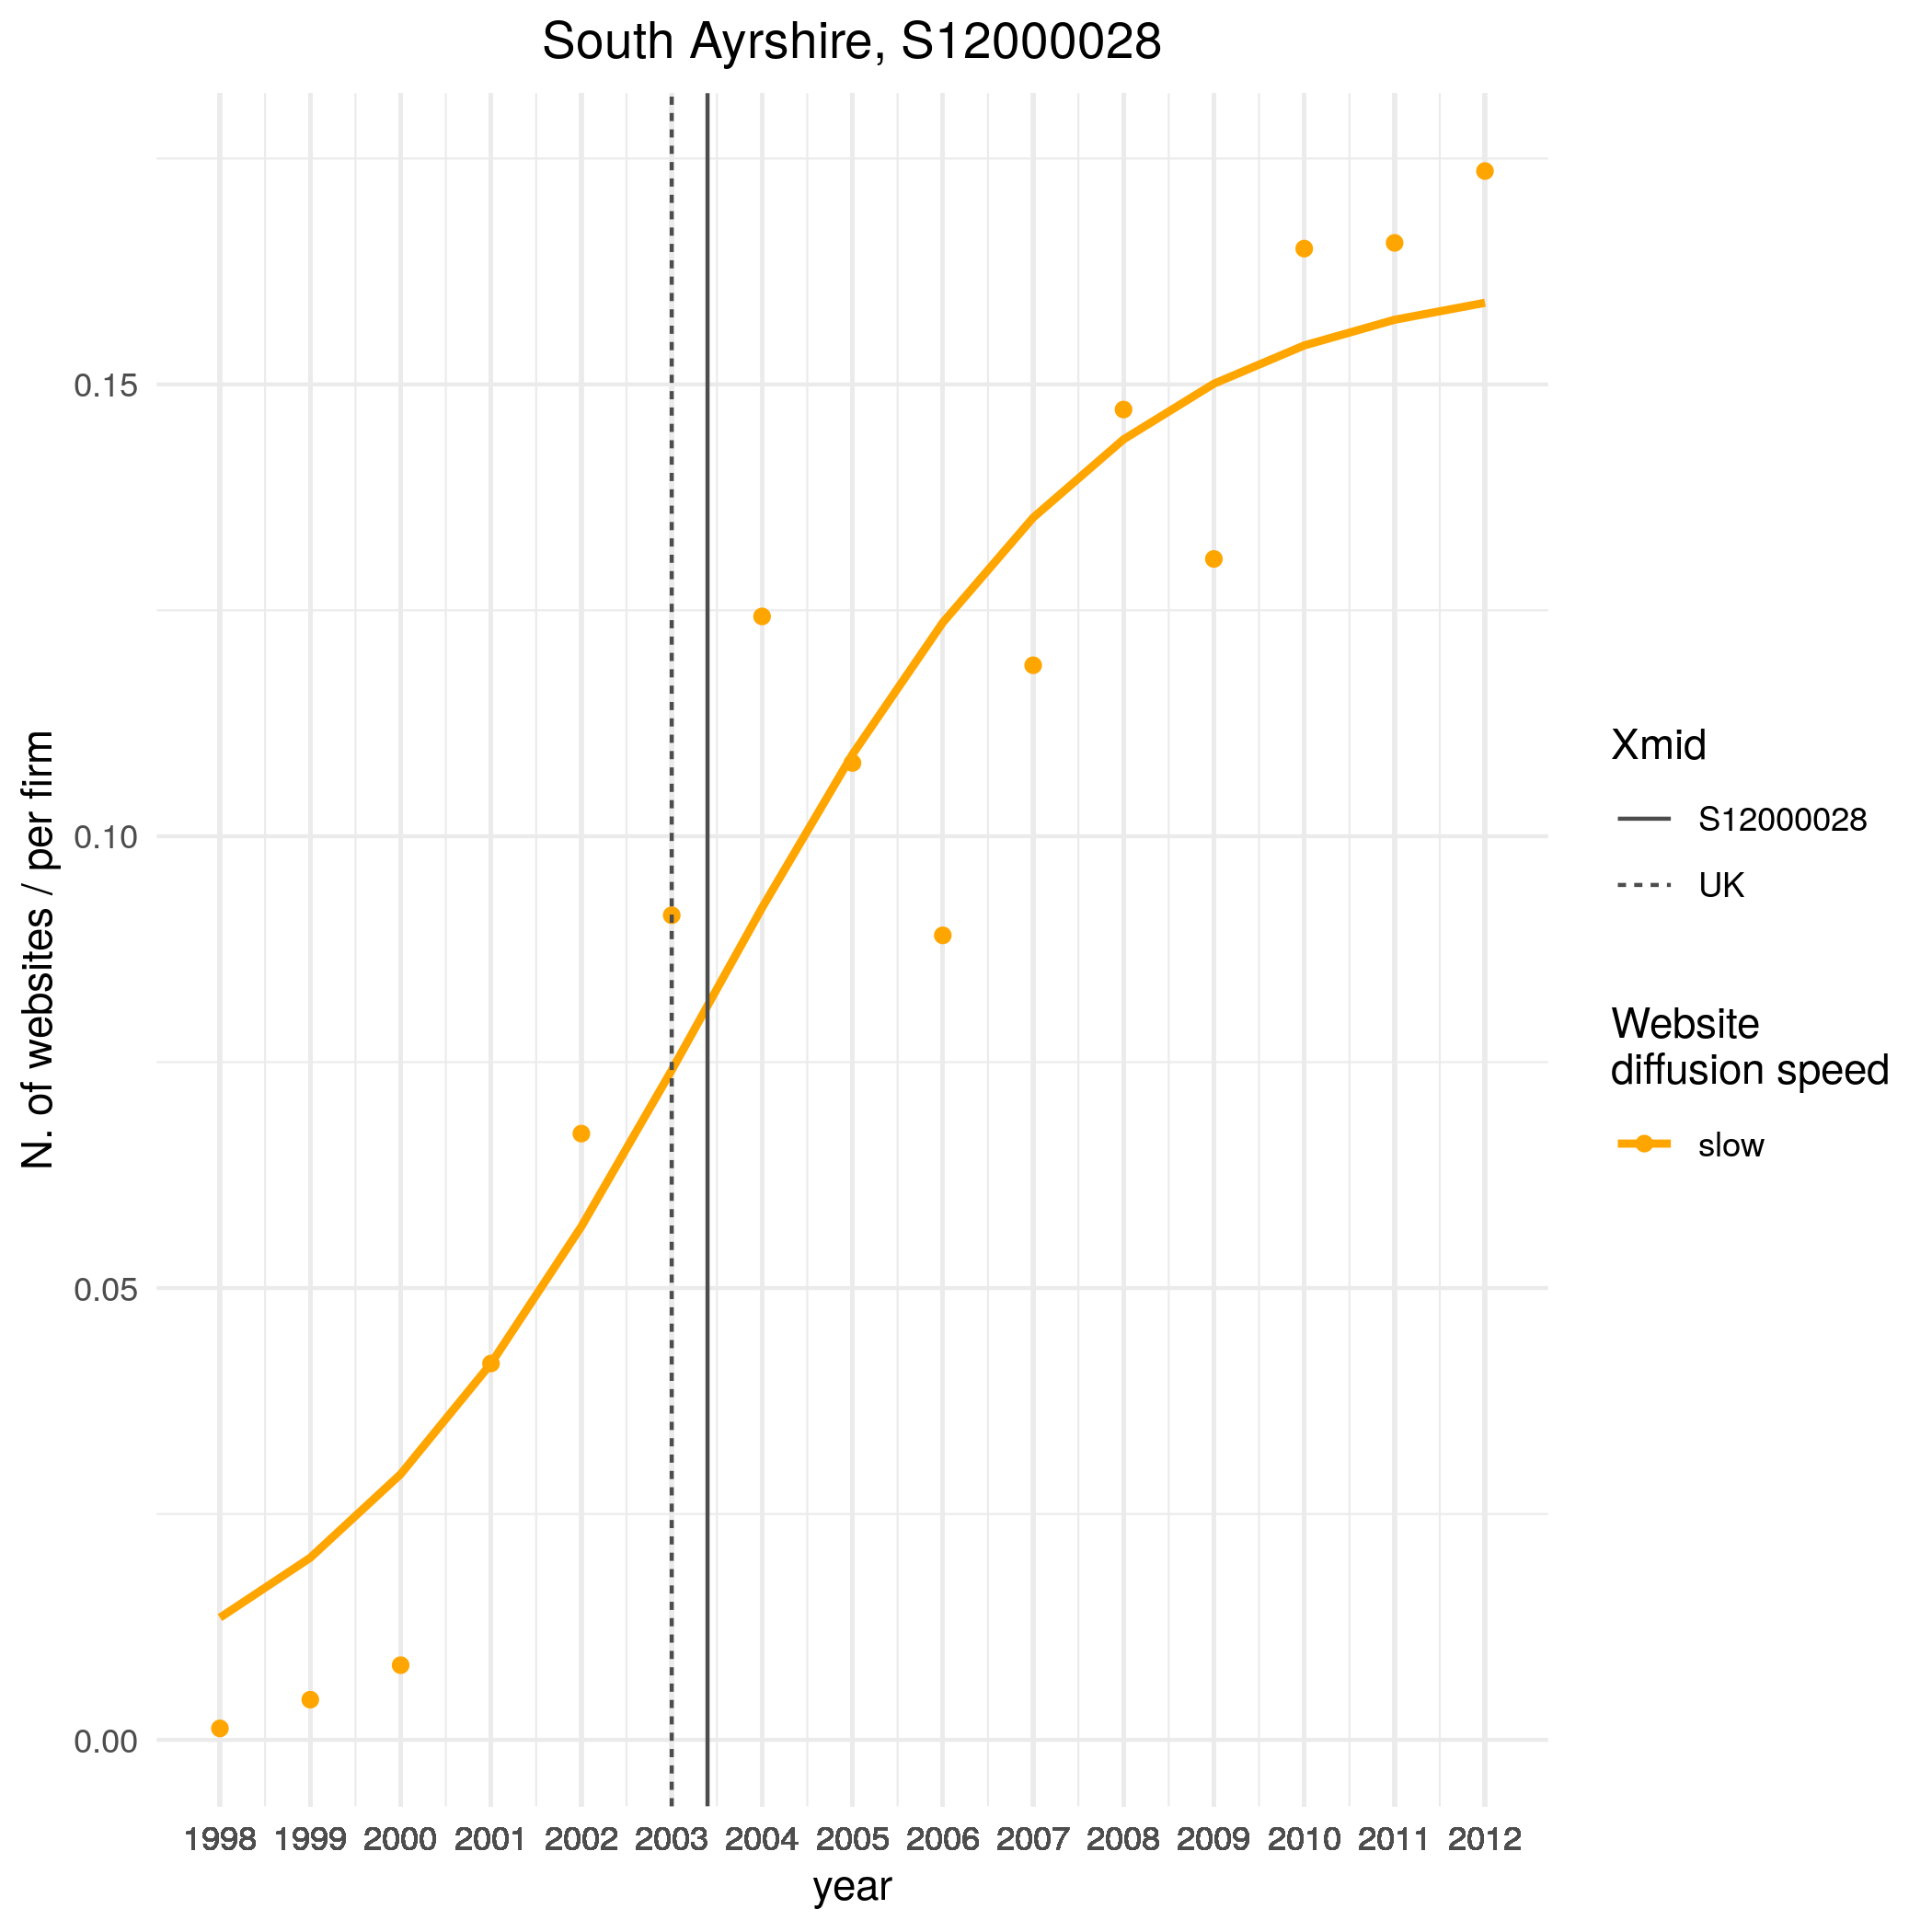 South Ayrshire, S12000028
N. of websites / per firm
0.15
0.10
0.05
0.00
1998 1999 2000 2001 2002 2003 2004 2005 2006 2007 2008 2009 2010 2011 2012
year
Xmid
S12000028
UK
Website
diffusion speed
slow